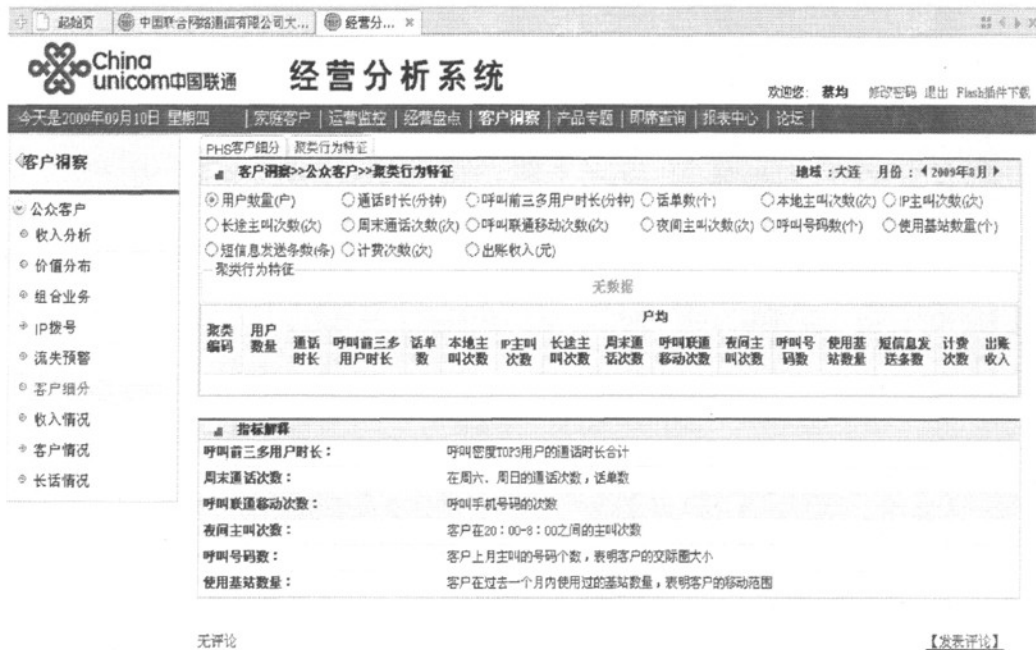 起始页 中国联合网络通信有限公司大... 经营分... ×
China
unicom中国联通 经营分析系统
欢迎您: 蔡均 修改密码 退出 Flash插件下载
今天是2009年09月10日 星期四 | 家庭客户 | 运营监控 | 经营盘点 | 客户洞察 | 产品专题 | 即席查询 | 报表中心 | 论坛 |
客户洞察
公众客户
收入分析
价值分布
组合业务
IP拨号
流失预警
客户细分
收入情况
客户情况
长话情况
PHS客户细分 聚类行为特征
客户洞察>>公众客户>>聚类行为特征 地域:大连 月份: 2009年8月
用户数量(户) 通话时长(分钟) 呼叫前三多用户时长(分钟) 话单数(个) 本地主叫次数(次) IP主叫次数(次)
长途主叫次数(次) 周末通话次数(次) 呼叫联通移动次数(次) 夜间主叫次数(次) 呼叫号码数(个) 使用基站数量(个)
短信息发送条数(条) 计费次数(次) 出账收入(元)
聚类行为特征
无数据
聚类编码 用户数量 户均
通话时长 呼叫前三多用户时长 话单数 本地主叫次数 IP主叫次数 长途主叫次数 周末通话次数 呼叫联通移动次数 夜间主叫次数 呼叫号码数 使用基站数量 短信息发送条数 计费次数 出账收入
指标解释
呼叫前三多用户时长: 呼叫密度TOP3用户的通话时长合计
周末通话次数: 在周六、周日的通话次数,话单数
呼叫联通移动次数: 呼叫手机号码的次数
夜间主叫次数: 客户在20:00-8:00之间的主叫次数
呼叫号码数: 客户上月主叫的号码个数,表明客户的交际圈大小
使用基站数量: 客户在过去一个月内使用过的基站数量,表明客户的移动范围
无评论 【发表评论】